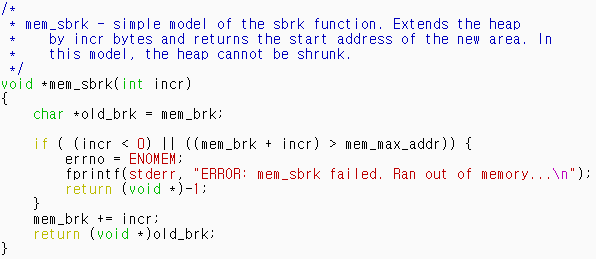 /*
 * mem_sbrk - simple model of the sbrk function. Extends the heap
 *    by incr bytes and returns the start address of the new area. In
 *    this model, the heap cannot be shrunk.
 */
void *mem_sbrk(int incr)
{
    char *old_brk = mem_brk;

    if ( (incr < 0) || ((mem_brk + incr) > mem_max_addr)) {
        errno = ENOMEM;
        fprintf(stderr, "ERROR: mem_sbrk failed. Ran out of memory...\n");
        return (void *)-1;
    }
    mem_brk += incr;
    return (void *)old_brk;
}